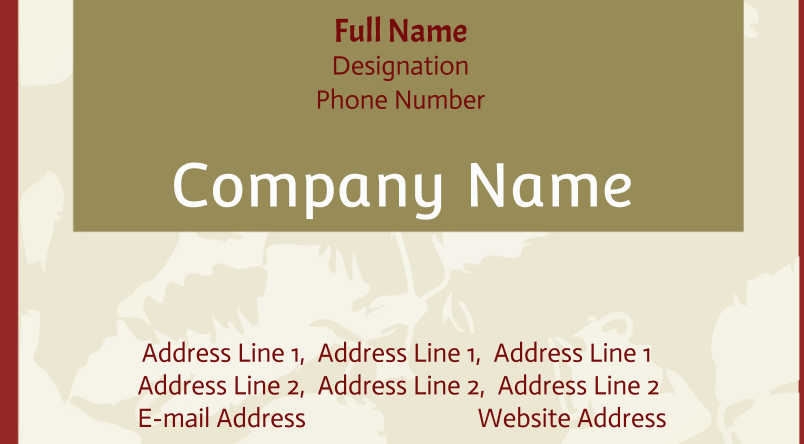 Full Name
Designation
Phone Number
Company Name
Address Line 1, Address Line 1, Address Line 1
Address Line 2, Address Line 2, Address Line 2
E-mail Address Website Address